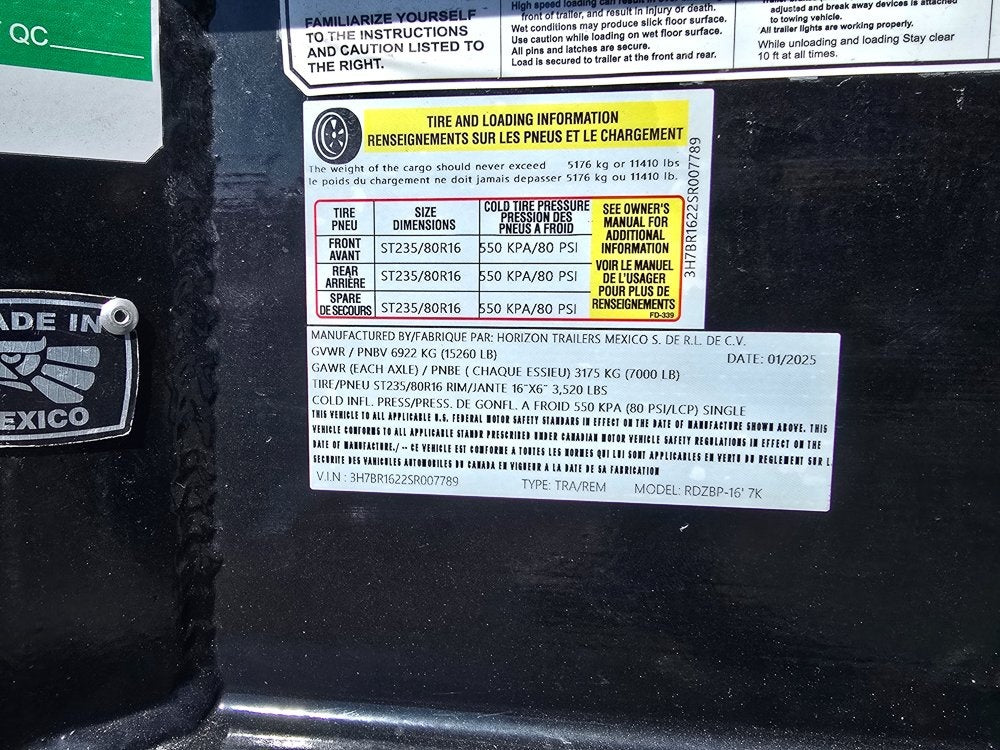 QC
FAMILIARIZE YOURSELF
TO THE INSTRUCTIONS
AND CAUTION LISTED TO
THE RIGHT.
High speed loading can result in
front of trailer, and result in injury or death.
Wet conditions may produce slick floor surface.
Use caution while loading on wet floor surface.
All pins and latches are secure.
Load is secured to trailer at the front and rear.
adjusted and break away devices is attached
to towing vehicle.
All trailer lights are working properly.
While unloading and loading Stay clear
10 ft at all times.
TIRE AND LOADING INFORMATION
RENSEIGNEMENTS SUR LES PNEUS ET LE CHARGEMENT
The weight of the cargo should never exceed 5176 kg or 11410 lbs
le poids du chargement ne doit jamais depasser 5176 kg ou 11410 lb.
TIRE PNEU SIZE DIMENSIONS COLD TIRE PRESSURE PRESSION DES PNEUS A FROID
FRONT AVANT ST235/80R16 550 KPA/80 PSI
REAR ARRIÈRE ST235/80R16 550 KPA/80 PSI
SPARE DE SECOURS ST235/80R16 550 KPA/80 PSI
SEE OWNER'S
MANUAL FOR
ADDITIONAL
INFORMATION
VOIR LE MANUEL
DE L'USAGER
POUR PLUS DE
RENSEIGNEMENTS
FD-339
3H7BR1622SR007789
MANUFACTURED BY/FABRIQUE PAR: HORIZON TRAILERS MEXICO S. DE R.L. DE C.V.
GVWR / PNBV 6922 KG (15260 LB) DATE: 01/2025
GAWR (EACH AXLE) / PNBE ( CHAQUE ESSIEU) 3175 KG (7000 LB)
TIRE/PNEU ST235/80R16 RIM/JANTE 16"X6" 3,520 LBS
COLD INFL. PRESS/PRESS. DE GONFL. A FROID 550 KPA (80 PSI/LCP) SINGLE
THIS VEHICLE TO ALL APPLICABLE U.S. FEDERAL MOTOR SAFETY STANDARS IN EFFECT ON THE DATE OF MANUFACTURE SHOWN ABOVE. THIS
VEHICLE CONFORMS TO ALL APPLICABLE STANDR PRESCRIBED UNDER CANADIAN MOTOR VEHICLE SAFETY REGULATIONS IN EFFECT ON THE
DATE OF MANUFACTURE./ -- CE VEHICLE EST CONFORME A TOUTES LES NORMES QUI LUI SONT APPLICABLES EN VERTU DU REGLEMENT SUR L
SECURITE DES VANICULES AUTOMOBILES DU CANADA EN VIGUEUR A LA DATE DE SA FABRICATION
V.I.N : 3H7BR1622SR007789 TYPE: TRA/REM MODEL: RDZBP-16' 7K
ADE IN
EXICO